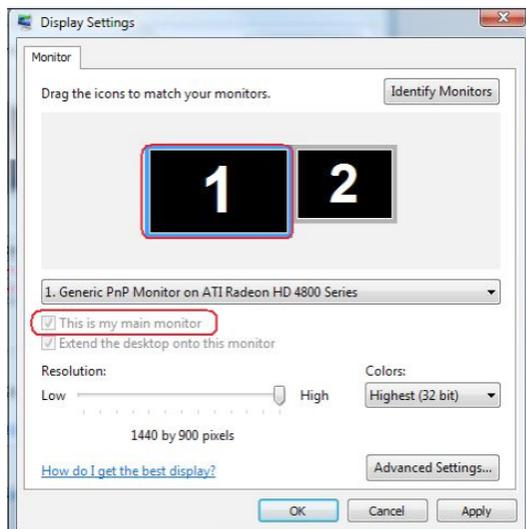 Display Settings
Monitor
Drag the icons to match your monitors.
Identify Monitors
1
2
1. Generic PnP Monitor on ATI Radeon HD 4800 Series
This is my main monitor
Extend the desktop onto this monitor
Resolution:
Colors:
Low
High
Highest (32 bit)
1440 by 900 pixels
How do I get the best display?
Advanced Settings...
OK
Cancel
Apply